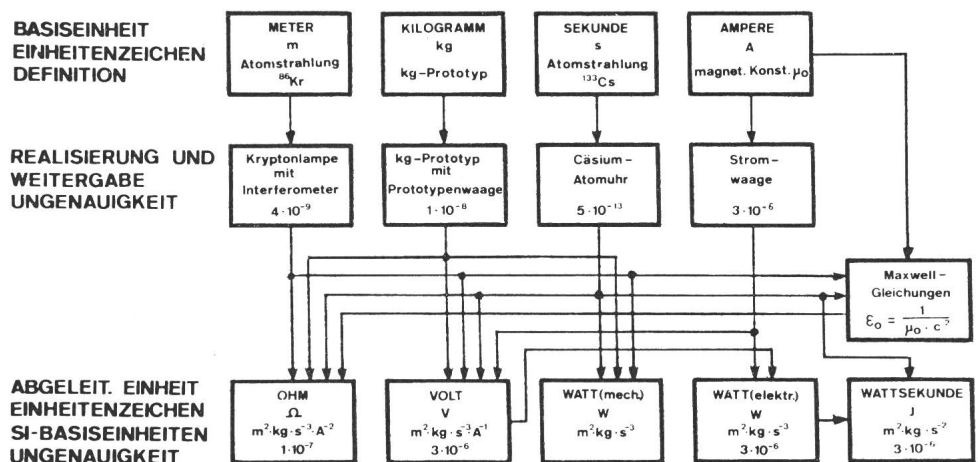 BASISEINHEIT
EINHEITENZEICHEN
DEFINITION
METER
m
Atomstrahlung
⁸⁶Kr
KILOGRAMM
kg
kg-Prototyp
SEKUNDE
s
Atomstrahlung
¹³³Cs
AMPERE
A
magnet. Konst. μ₀
REALISIERUNG UND
WEITERGABE
UNGENAUIGKEIT
Kryptonlampe
mit
Interferometer
4·10⁻⁹
kg-Prototyp
mit
Prototypenwaage
1·10⁻⁸
Cäsium-
Atomuhr
5·10⁻¹³
Strom-
waage
3·10⁻⁶
Maxwell-
Gleichungen
ε₀ = 1 / μ₀ · c²
ABGELEIT. EINHEIT
EINHEITENZEICHEN
SI-BASISEINHEITEN
UNGENAUIGKEIT
OHM
Ω
m²·kg·s⁻³·A⁻²
1·10⁻⁷
VOLT
V
m²·kg·s⁻³·A⁻¹
3·10⁻⁶
WATT (mech.)
W
m²·kg·s⁻³
WATT (elektr.)
W
m²·kg·s⁻³
3·10⁻⁶
WATTSEKUNDE
J
m²·kg·s⁻²
3·10⁻⁶